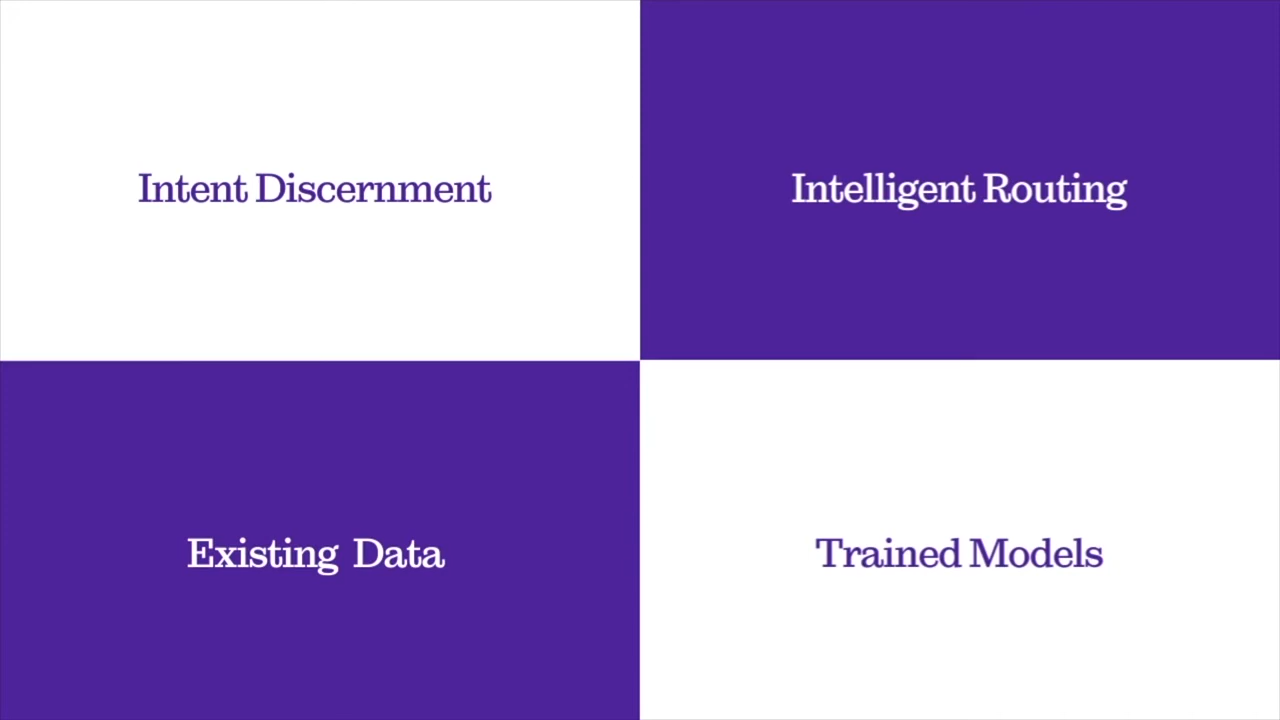 Intent Discernment
Intelligent Routing
Existing Data
Trained Models